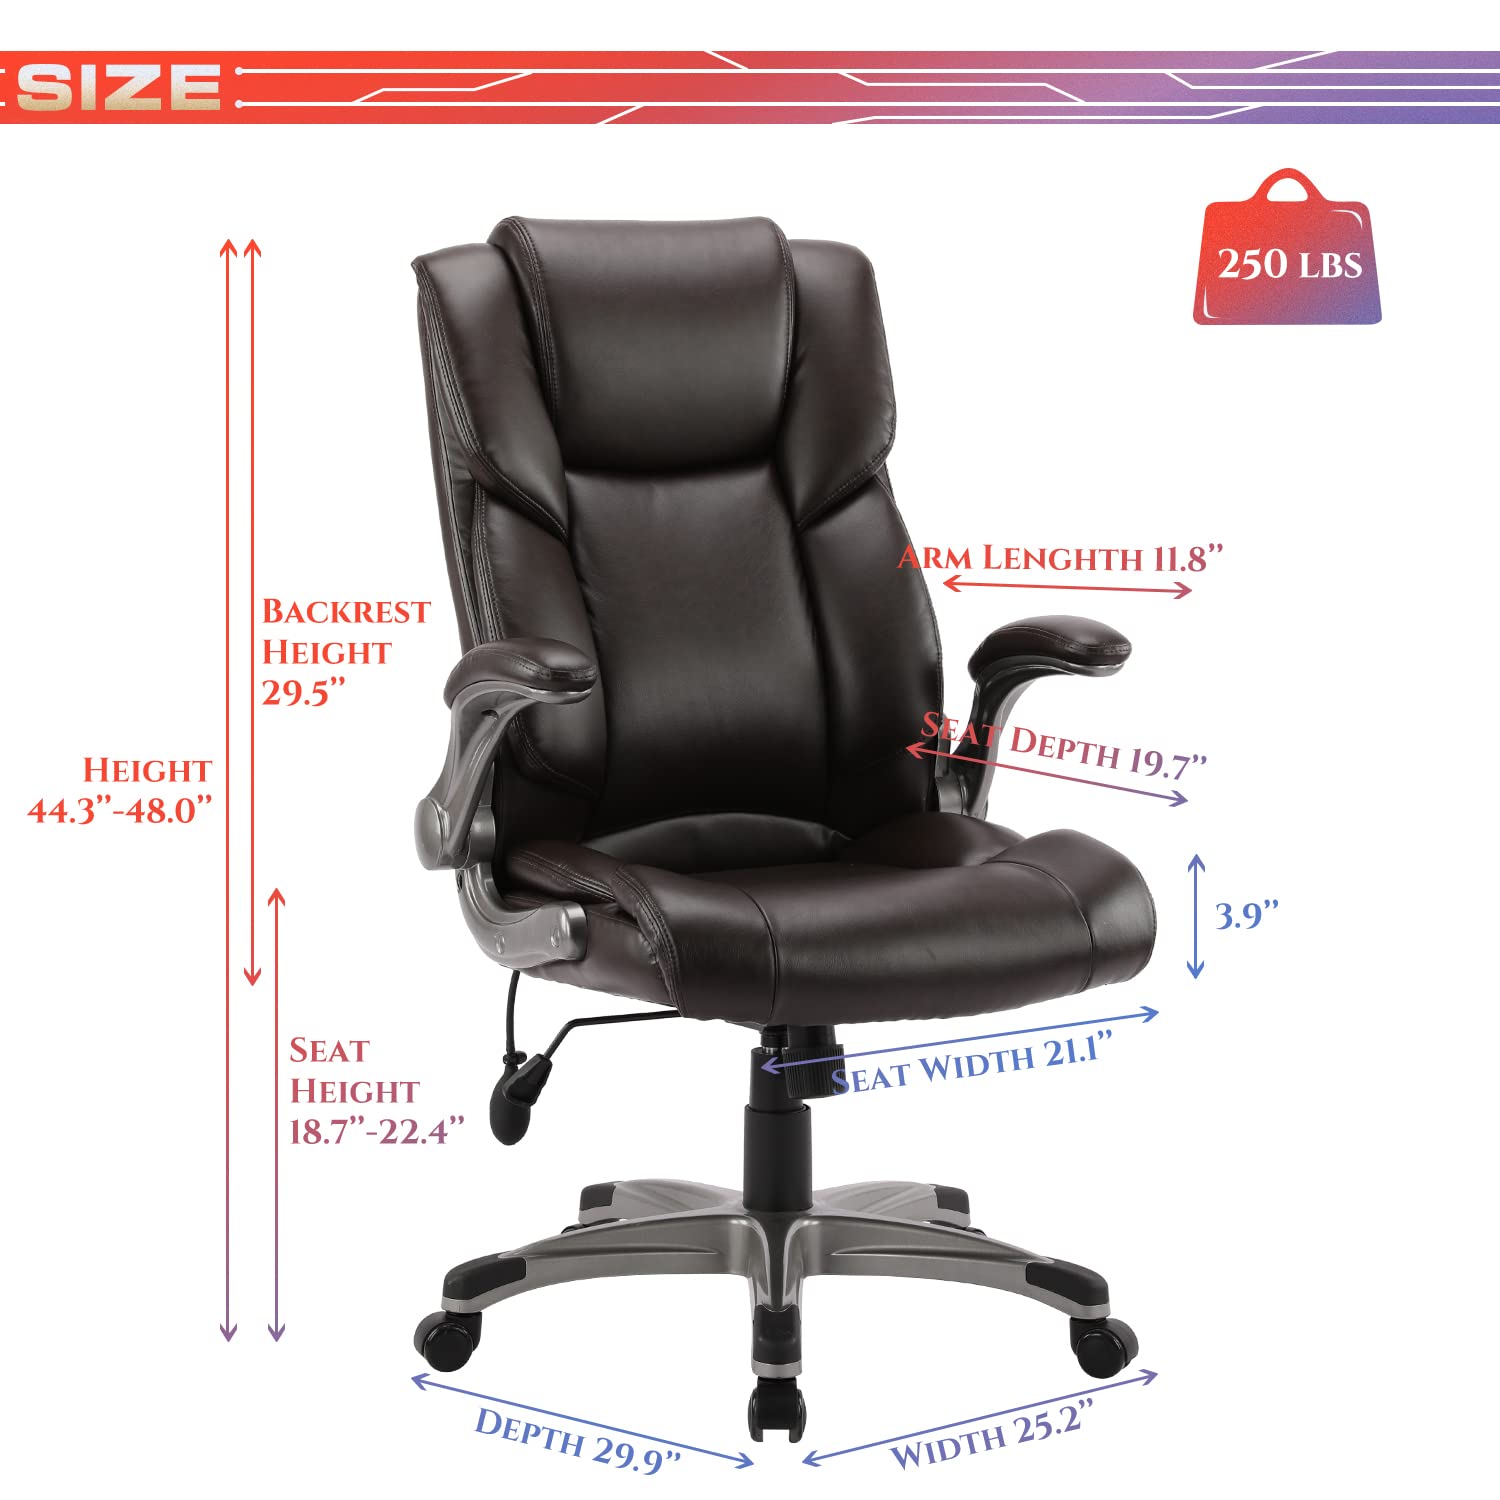 SIZE
250 LBS
ARM LENGHTH 11.8’’
BACKREST
HEIGHT
29.5’’
SEAT DEPTH 19.7’’
HEIGHT
44.3’’-48.0’’
3.9’’
SEAT
HEIGHT
18.7’’-22.4’’
SEAT WIDTH 21.1’’
DEPTH 29.9’’
WIDTH 25.2’’